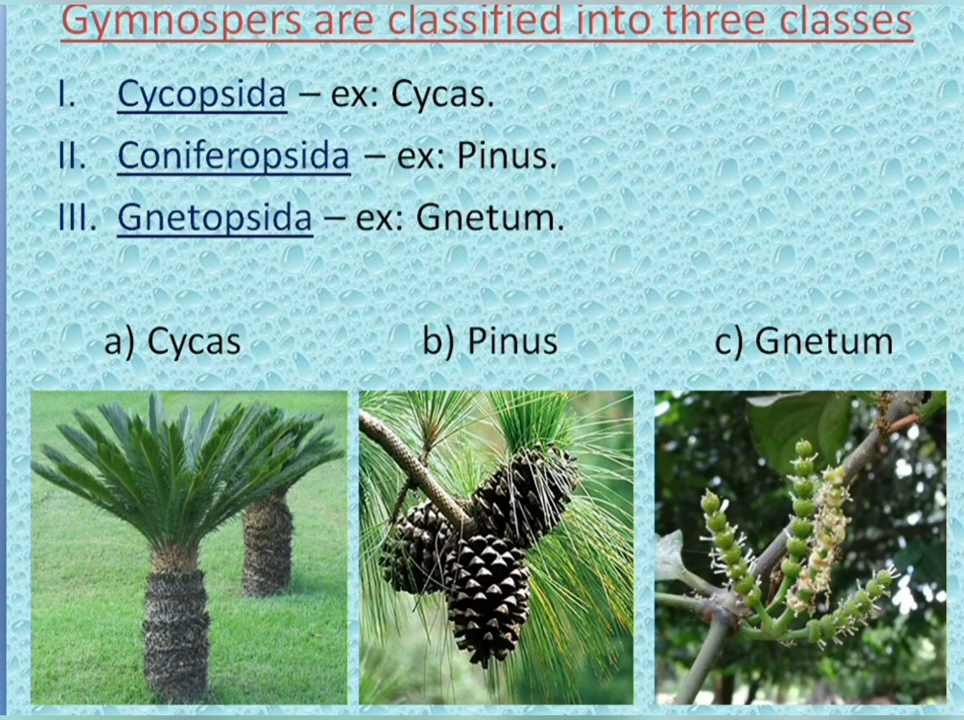 Gymnospers are classified into three classes
I. Cycopsida – ex: Cycas.
II. Coniferopsida – ex: Pinus.
III. Gnetopsida – ex: Gnetum.
a) Cycas b) Pinus c) Gnetum